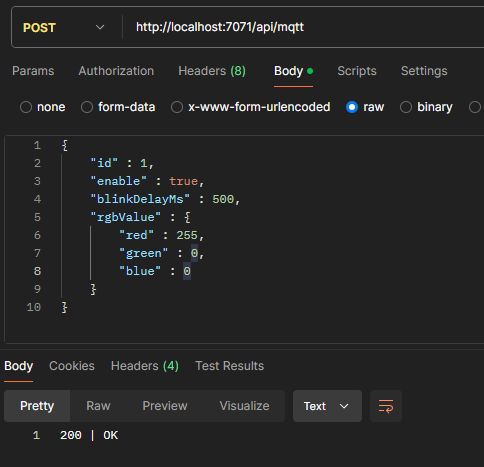 POST http://localhost:7071/api/mqtt
Params Authorization Headers (8) Body Scripts Settings
none form-data x-www-form-urlencoded raw binary
1 {
2 "id" : 1,
3 "enable" : true,
4 "blinkDelayMs" : 500,
5 "rgbValue" : {
6 "red" : 255,
7 "green" : 0,
8 "blue" : 0
9 }
10 }
Body Cookies Headers (4) Test Results
Pretty Raw Preview Visualize Text
1 200 | OK